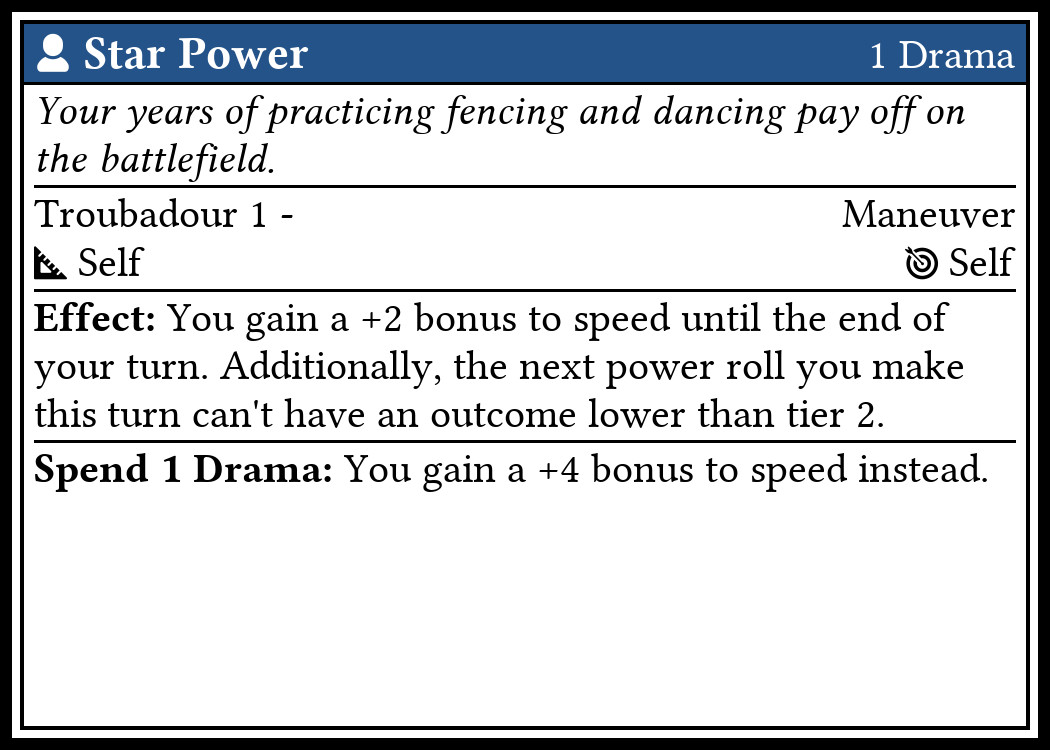 Star Power 1 Drama
Your years of practicing fencing and dancing pay off on
the battlefield.
Troubadour 1 - Maneuver
Self Self
Effect: You gain a +2 bonus to speed until the end of
your turn. Additionally, the next power roll you make
this turn can't have an outcome lower than tier 2.
Spend 1 Drama: You gain a +4 bonus to speed instead.